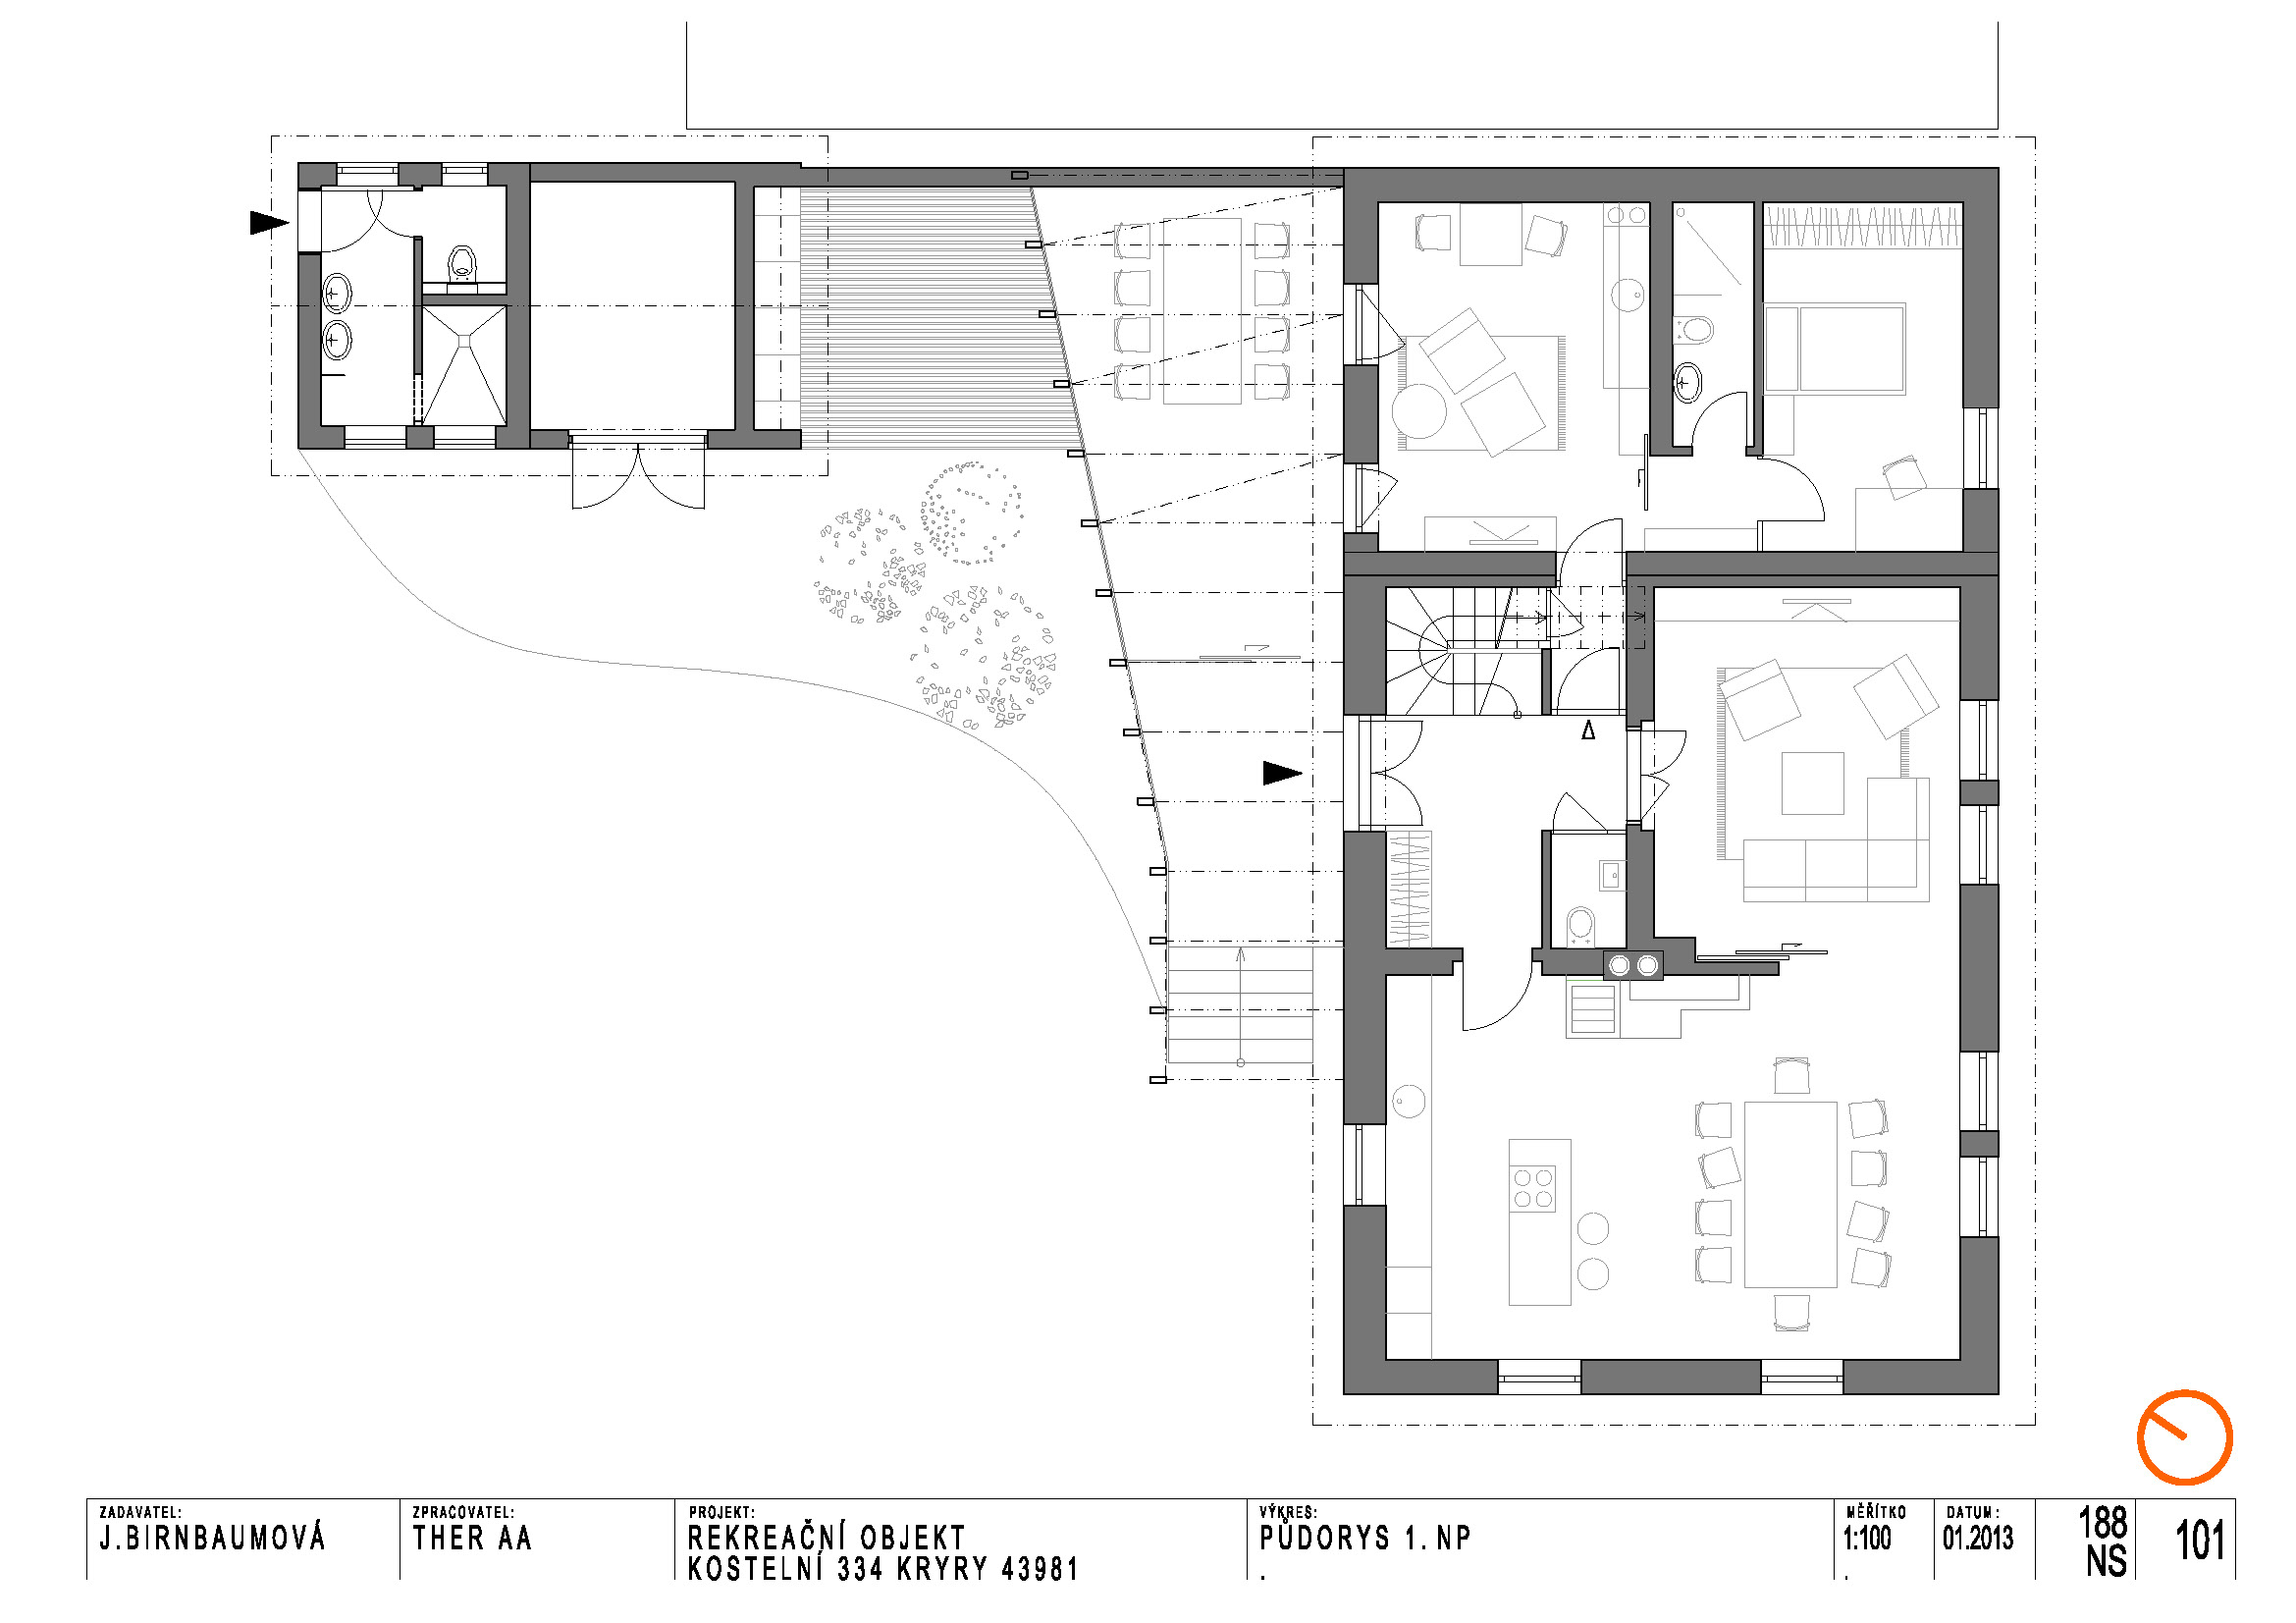 ZADAVATEL:
J.BIRNBAUMOVÁ
ZPRACOVATEL:
THER AA
PROJEKT:
REKREAČNÍ OBJEKT
KOSTELNÍ 334 KRYRY 43981
VÝKRES:
PŮDORYS 1. NP
.
MĚŘÍTKO
1:100
.
DATUM:
01.2013
188
NS
101